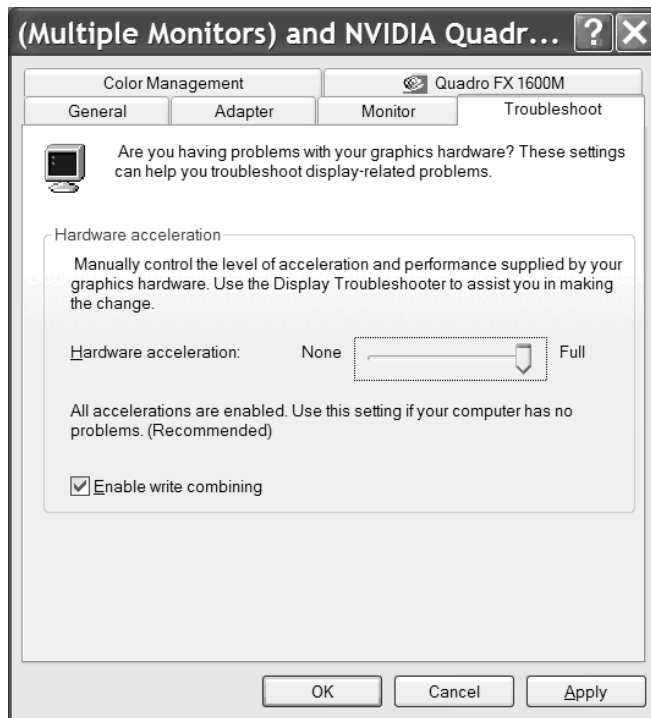 (Multiple Monitors) and NVIDIA Quadr...
Color Management
Quadro FX 1600M
General
Adapter
Monitor
Troubleshoot
Are you having problems with your graphics hardware? These settings
can help you troubleshoot display-related problems.
Hardware acceleration
Manually control the level of acceleration and performance supplied by your
graphics hardware. Use the Display Troubleshooter to assist you in making
the change.
Hardware acceleration:
None
Full
All accelerations are enabled. Use this setting if your computer has no
problems. (Recommended)
Enable write combining
OK
Cancel
Apply